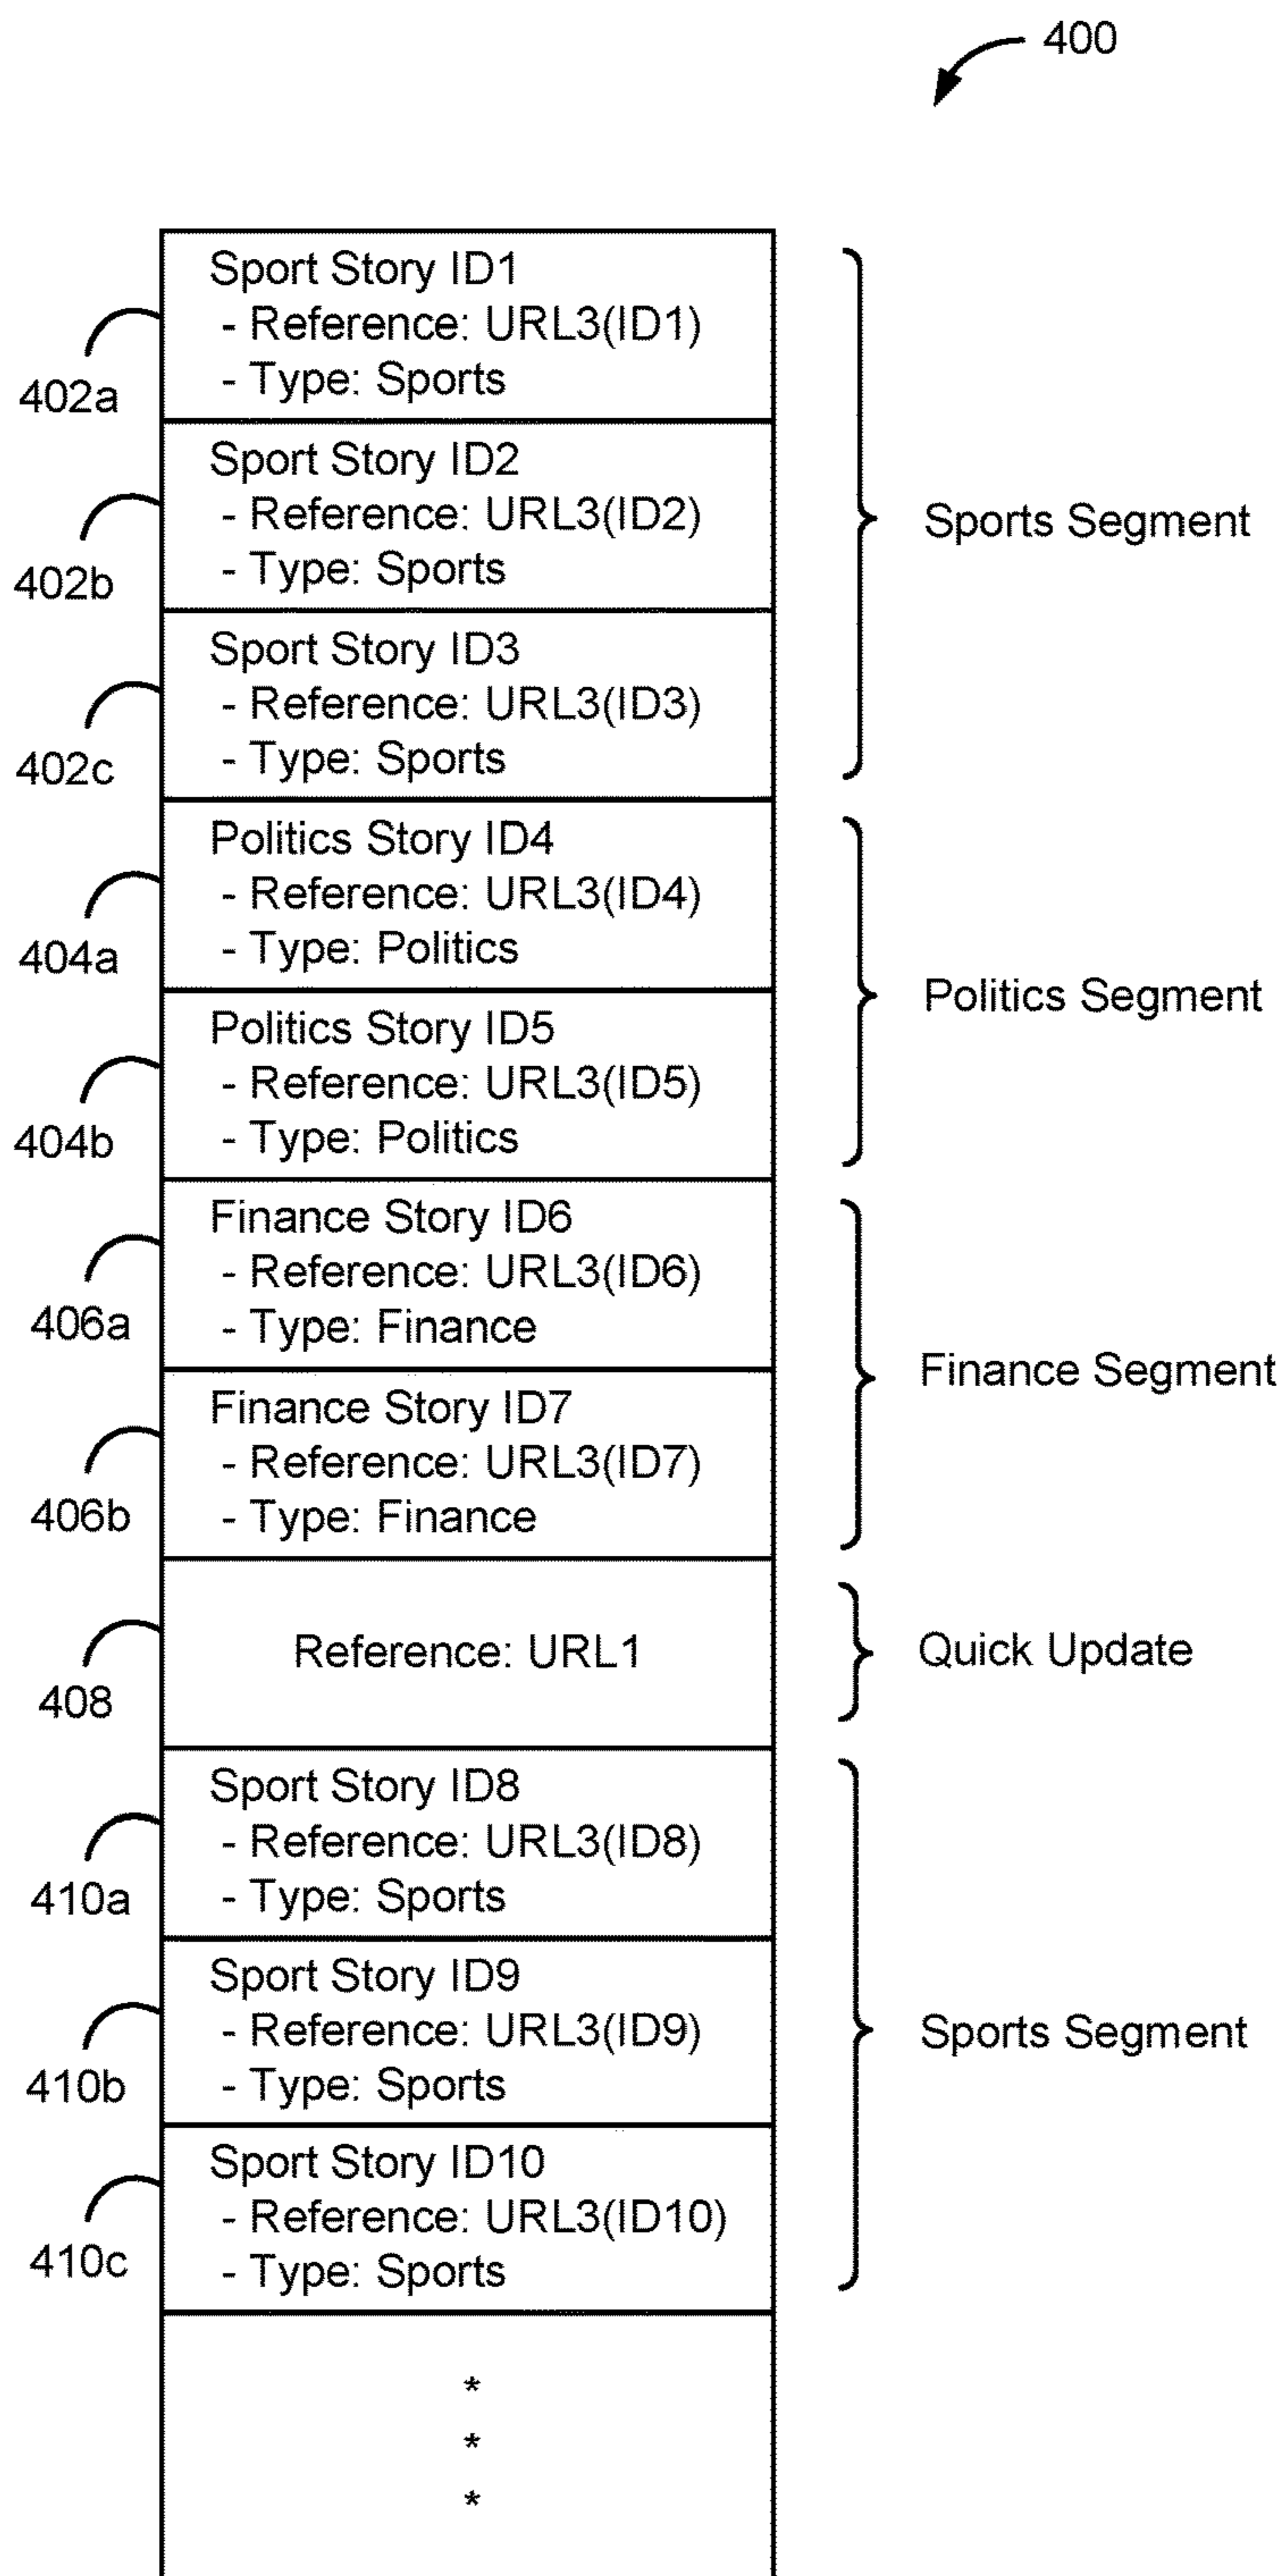 400
Sport Story ID1
- Reference: URL3(ID1)
- Type: Sports
402a
Sport Story ID2
- Reference: URL3(ID2)
- Type: Sports
402b
Sports Segment
Sport Story ID3
- Reference: URL3(ID3)
- Type: Sports
402c
Politics Story ID4
- Reference: URL3(ID4)
- Type: Politics
404a
Politics Segment
Politics Story ID5
- Reference: URL3(ID5)
- Type: Politics
404b
Finance Story ID6
- Reference: URL3(ID6)
- Type: Finance
406a
Finance Segment
Finance Story ID7
- Reference: URL3(ID7)
- Type: Finance
406b
Reference: URL1
Quick Update
408
Sport Story ID8
- Reference: URL3(ID8)
- Type: Sports
410a
Sport Story ID9
- Reference: URL3(ID9)
- Type: Sports
410b
Sports Segment
Sport Story ID10
- Reference: URL3(ID10)
- Type: Sports
410c
*
*
*